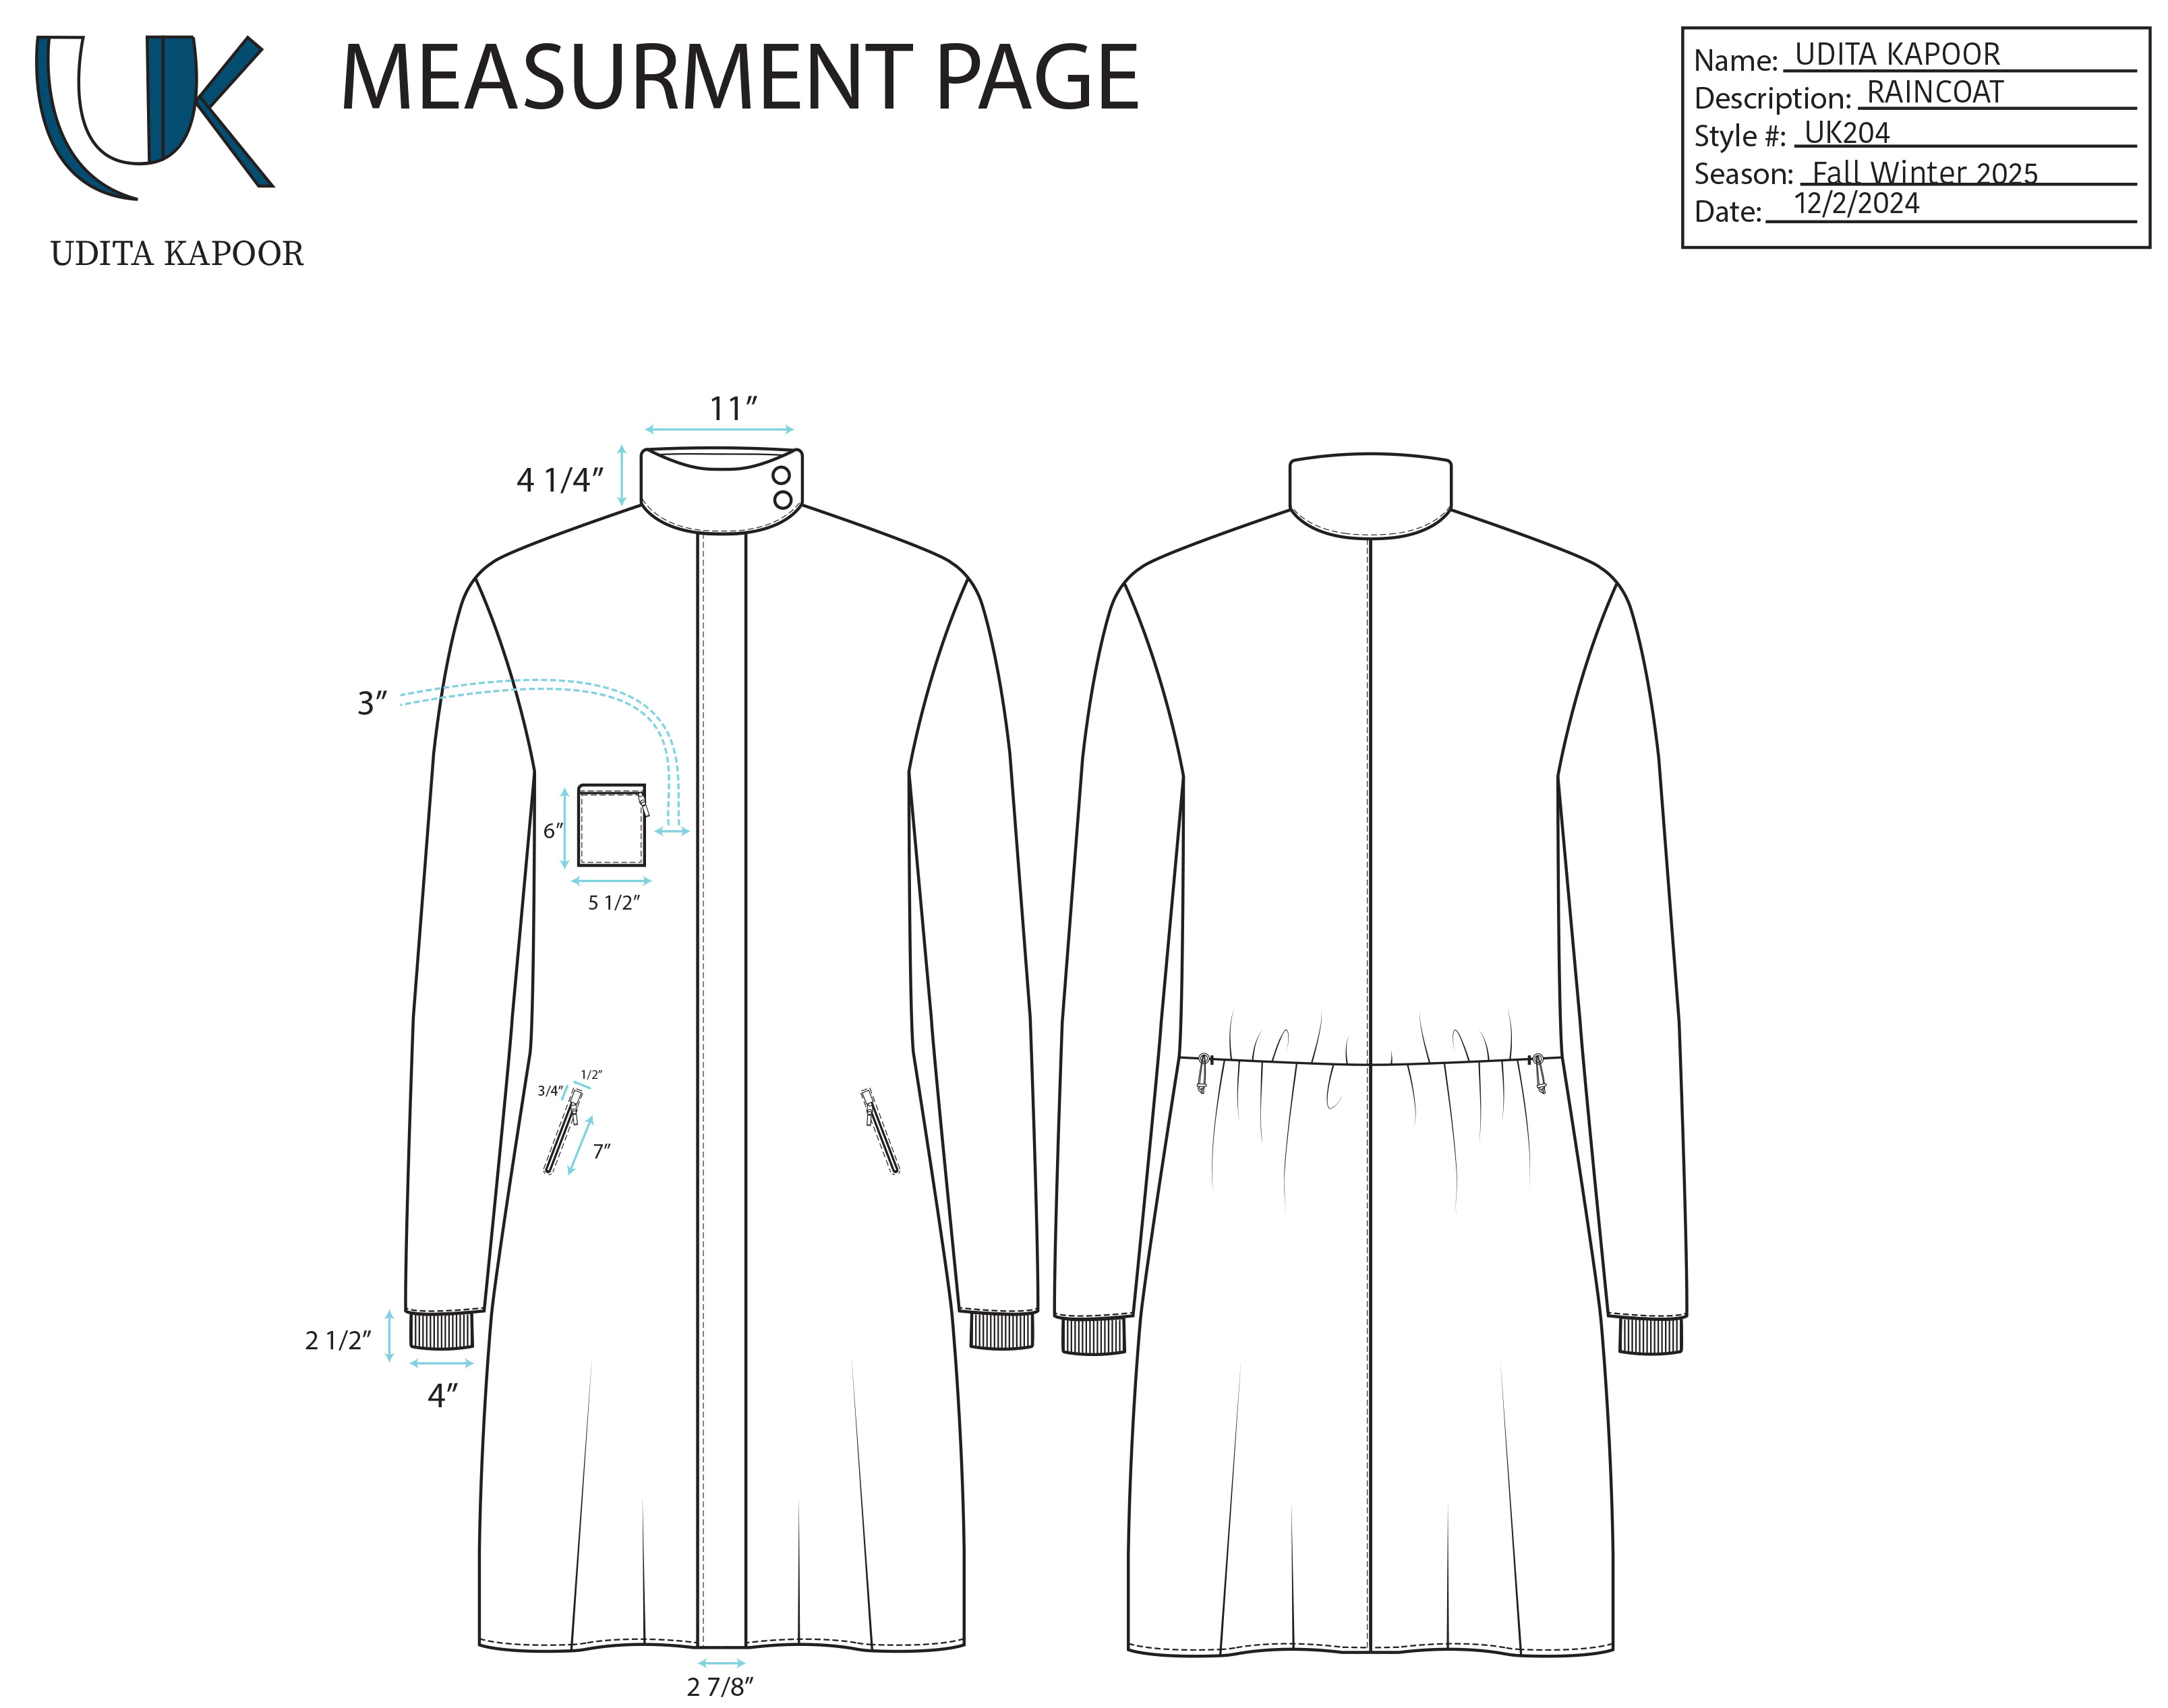 UK
UDITA KAPOOR
MEASURMENT PAGE
Name: UDITA KAPOOR
Description: RAINCOAT
Style #: UK204
Season: Fall Winter 2025
Date: 12/2/2024
11”
4 1/4”
3”
6”
5 1/2”
1/2”
3/4”
7”
2 1/2”
4”
2 7/8”